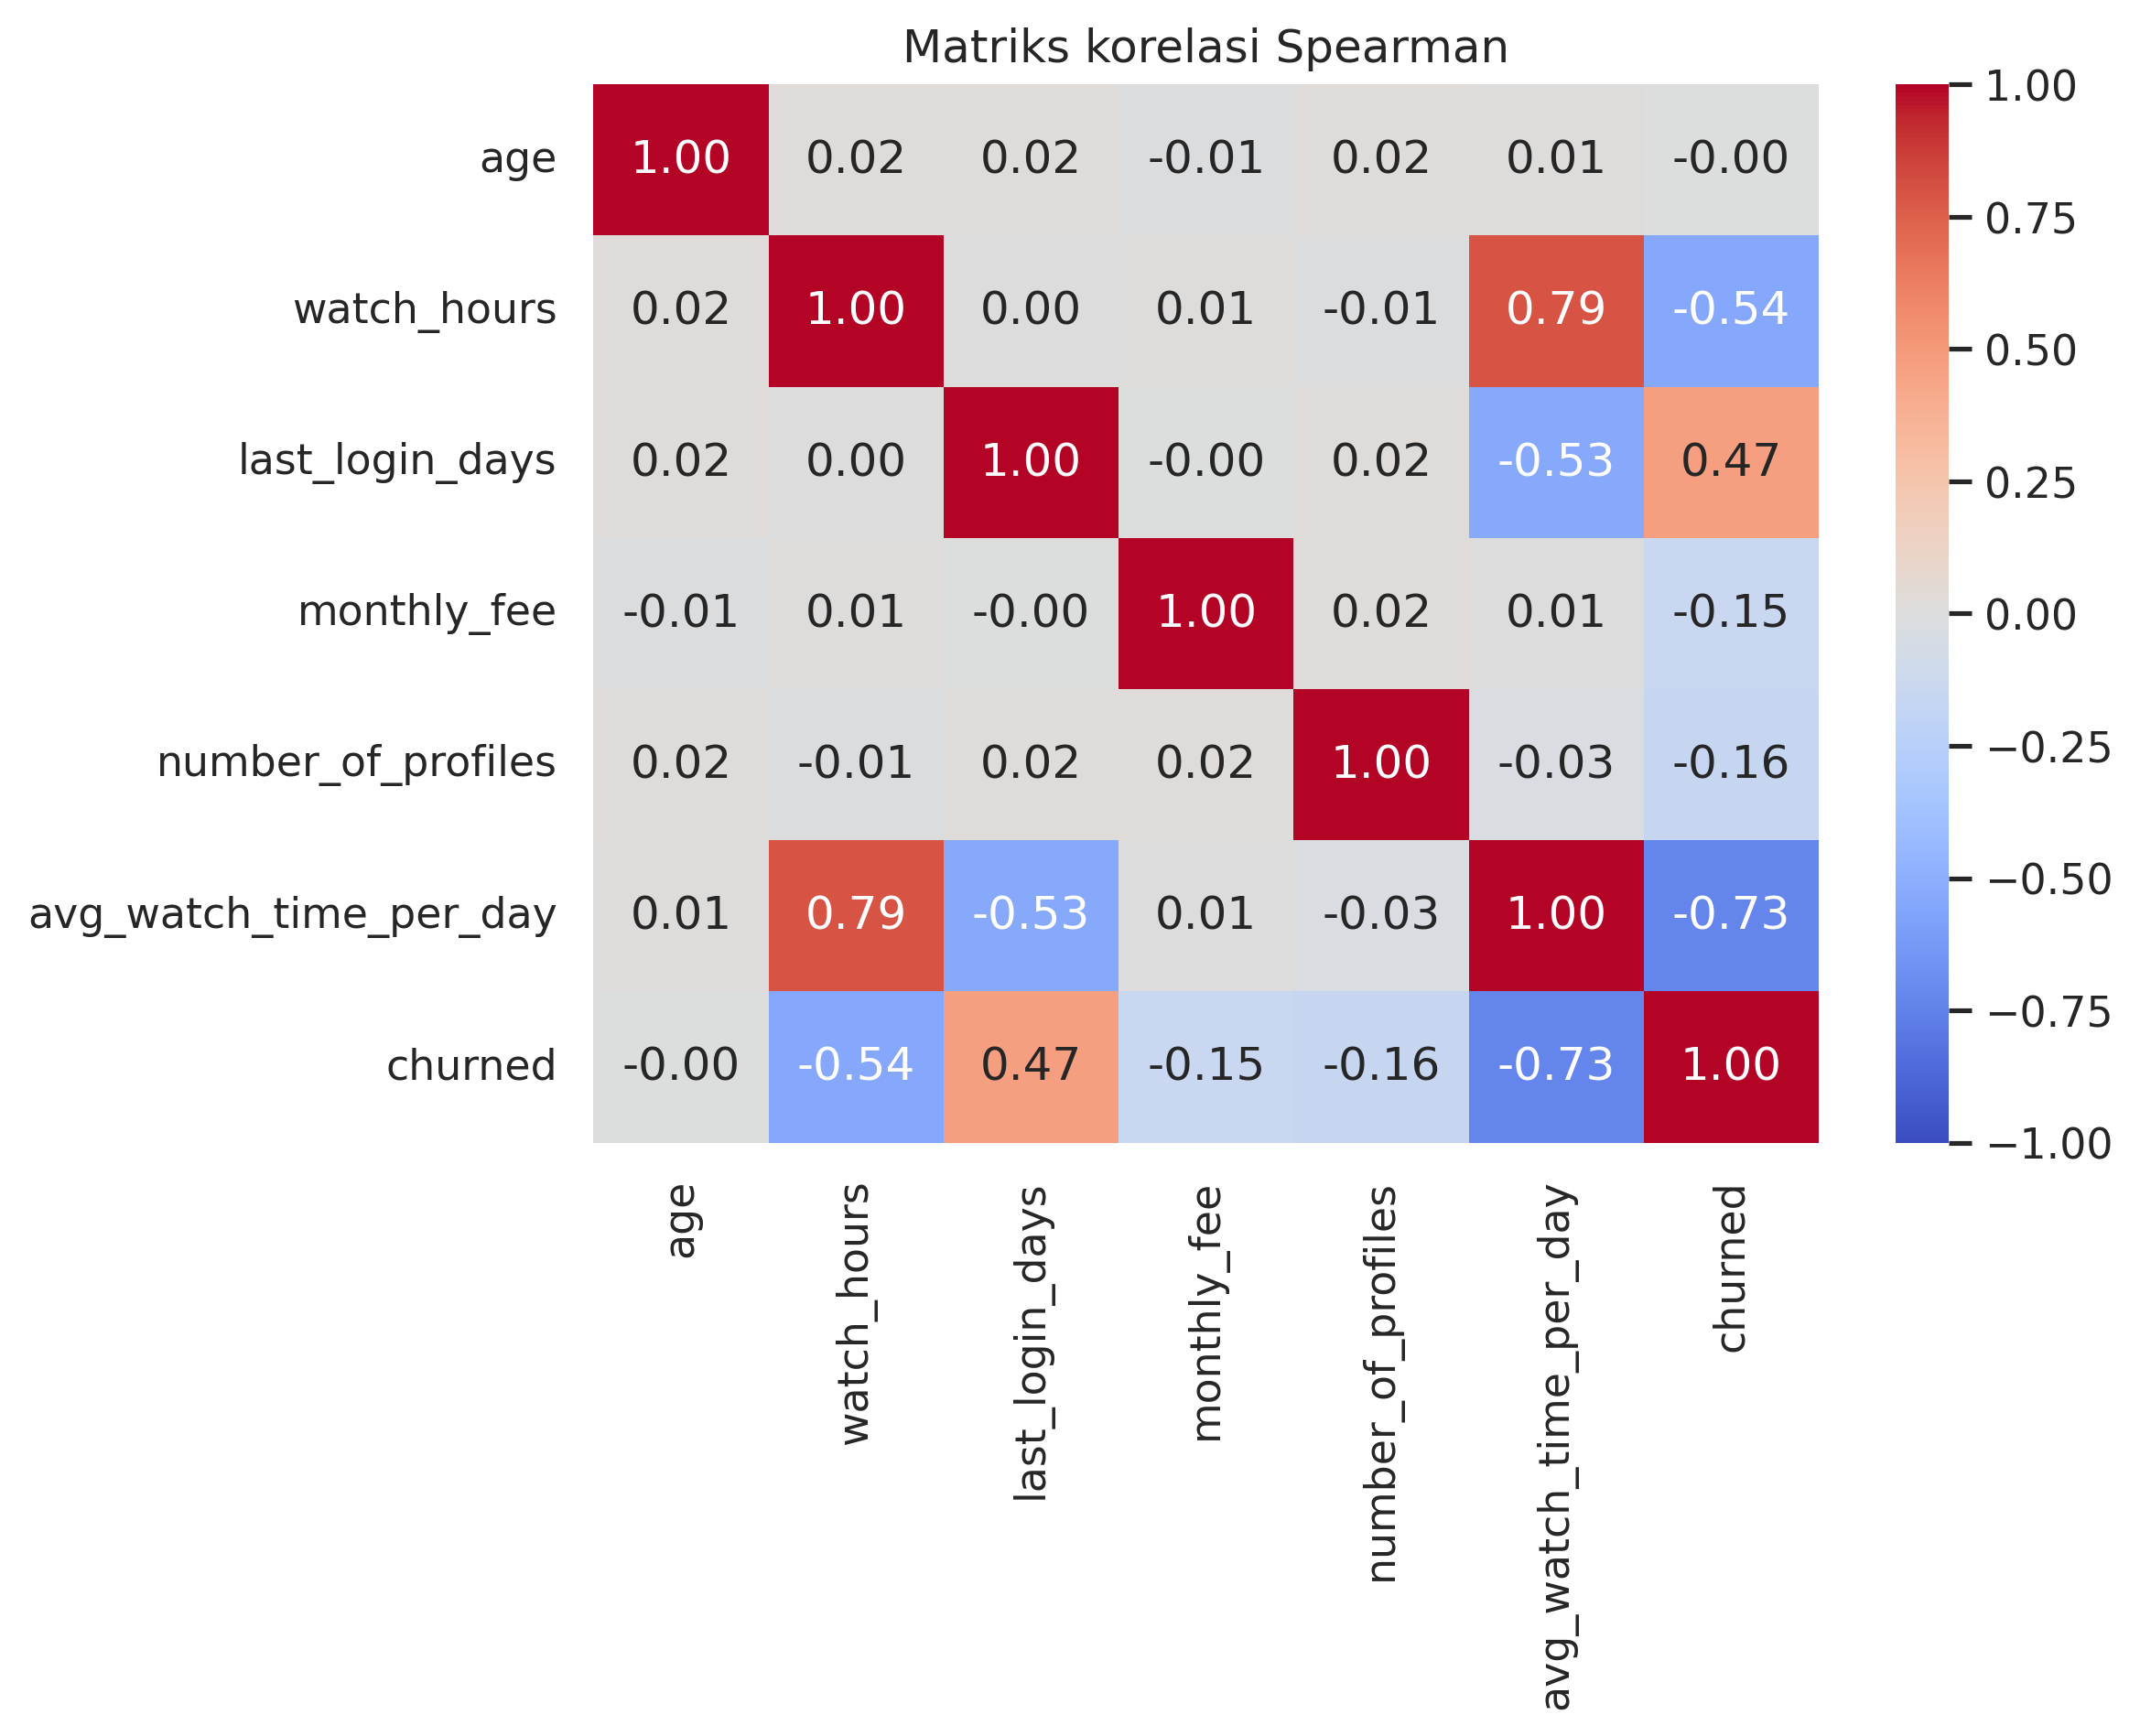 Matriks korelasi Spearman
age 1.00 0.02 0.02 -0.01 0.02 0.01 -0.00
watch_hours 0.02 1.00 0.00 0.01 -0.01 0.79 -0.54
last_login_days 0.02 0.00 1.00 -0.00 0.02 -0.53 0.47
monthly_fee -0.01 0.01 -0.00 1.00 0.02 0.01 -0.15
number_of_profiles 0.02 -0.01 0.02 0.02 1.00 -0.03 -0.16
avg_watch_time_per_day 0.01 0.79 -0.53 0.01 -0.03 1.00 -0.73
churned -0.00 -0.54 0.47 -0.15 -0.16 -0.73 1.00
age
watch_hours
last_login_days
monthly_fee
number_of_profiles
avg_watch_time_per_day
churned
1.00
0.75
0.50
0.25
0.00
−0.25
−0.50
−0.75
−1.00